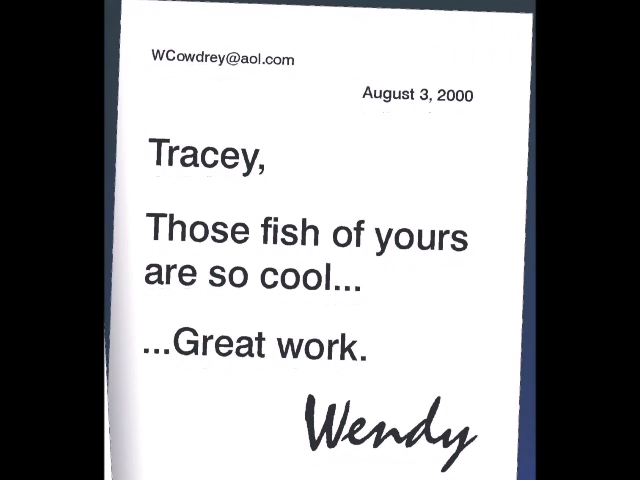 WCowdrey@aol.com
August 3, 2000
Tracey,
Those fish of yours
are so cool...
...Great work.
Wendy